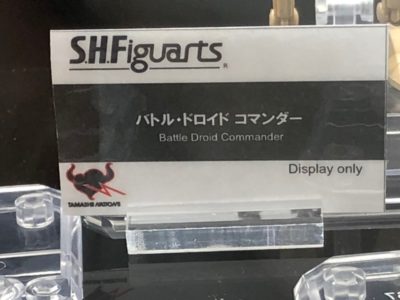 S.H.Figuarts
®
バトル・ドロイド コマンダー
Battle Droid Commander
Display only
TAMASHII NATIONS